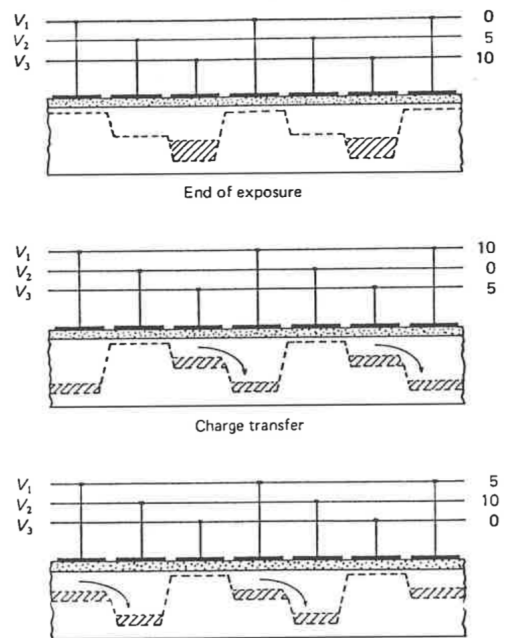 V₁ 0
V₂ 5
V₃ 10
End of exposure
V₁ 10
V₂ 0
V₃ 5
Charge transfer
V₁ 5
V₂ 10
V₃ 0